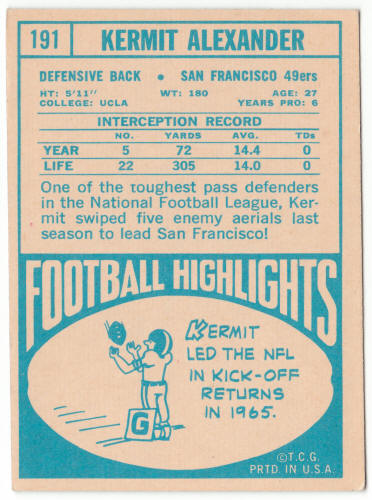 191 KERMIT ALEXANDER
DEFENSIVE BACK • SAN FRANCISCO 49ers
HT: 5'11" WT: 180 AGE: 27
COLLEGE: UCLA YEARS PRO: 6
INTERCEPTION RECORD
NO. YARDS AVG. TDs
YEAR 5 72 14.4 0
LIFE 22 305 14.0 0
One of the toughest pass defenders
in the National Football League, Ker-
mit swiped five enemy aerials last
season to lead San Francisco!
FOOTBALL HIGHLIGHTS
KERMIT
LED THE NFL
IN KICK-OFF
RETURNS
IN 1965.
G
©T.C.G.
PRTD. IN U.S.A.